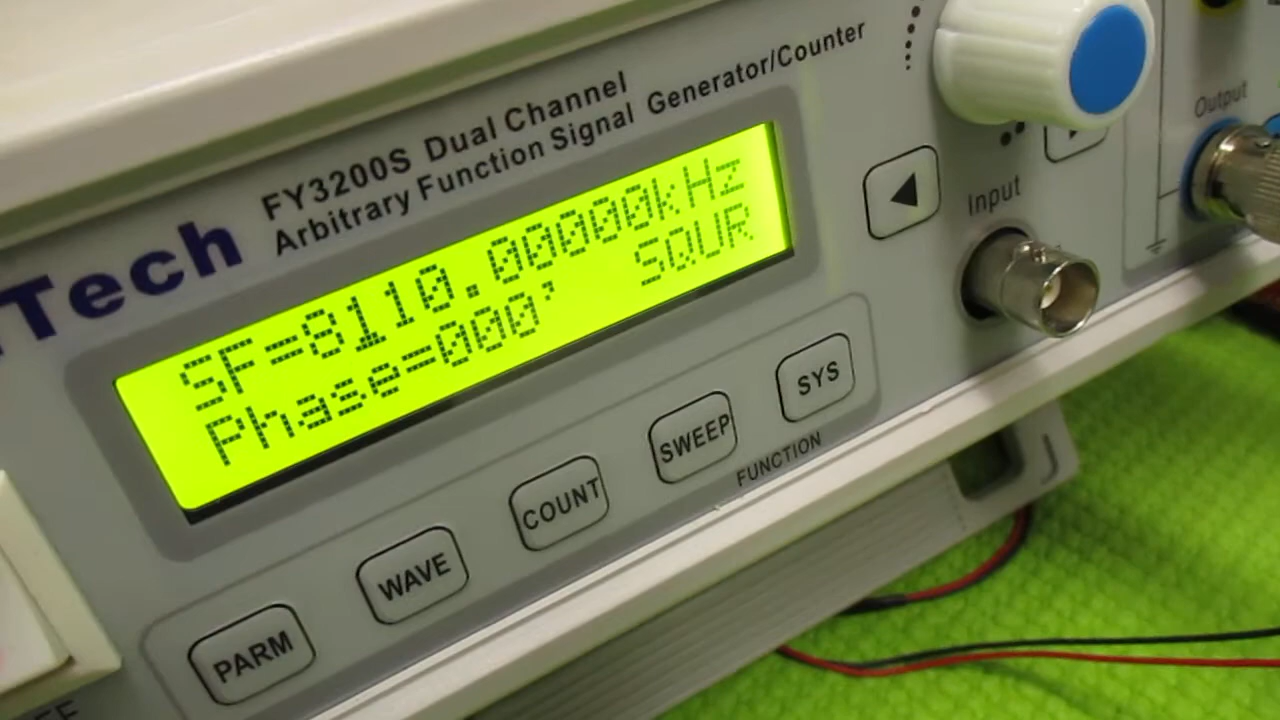 FY3200S Dual Channel
Arbitrary Function Signal Generator/Counter
Tech
SF=8110.00000kHz
Phase=000' SQUR
Input
Output
PARM
WAVE
COUNT
SWEEP
SYS
FUNCTION